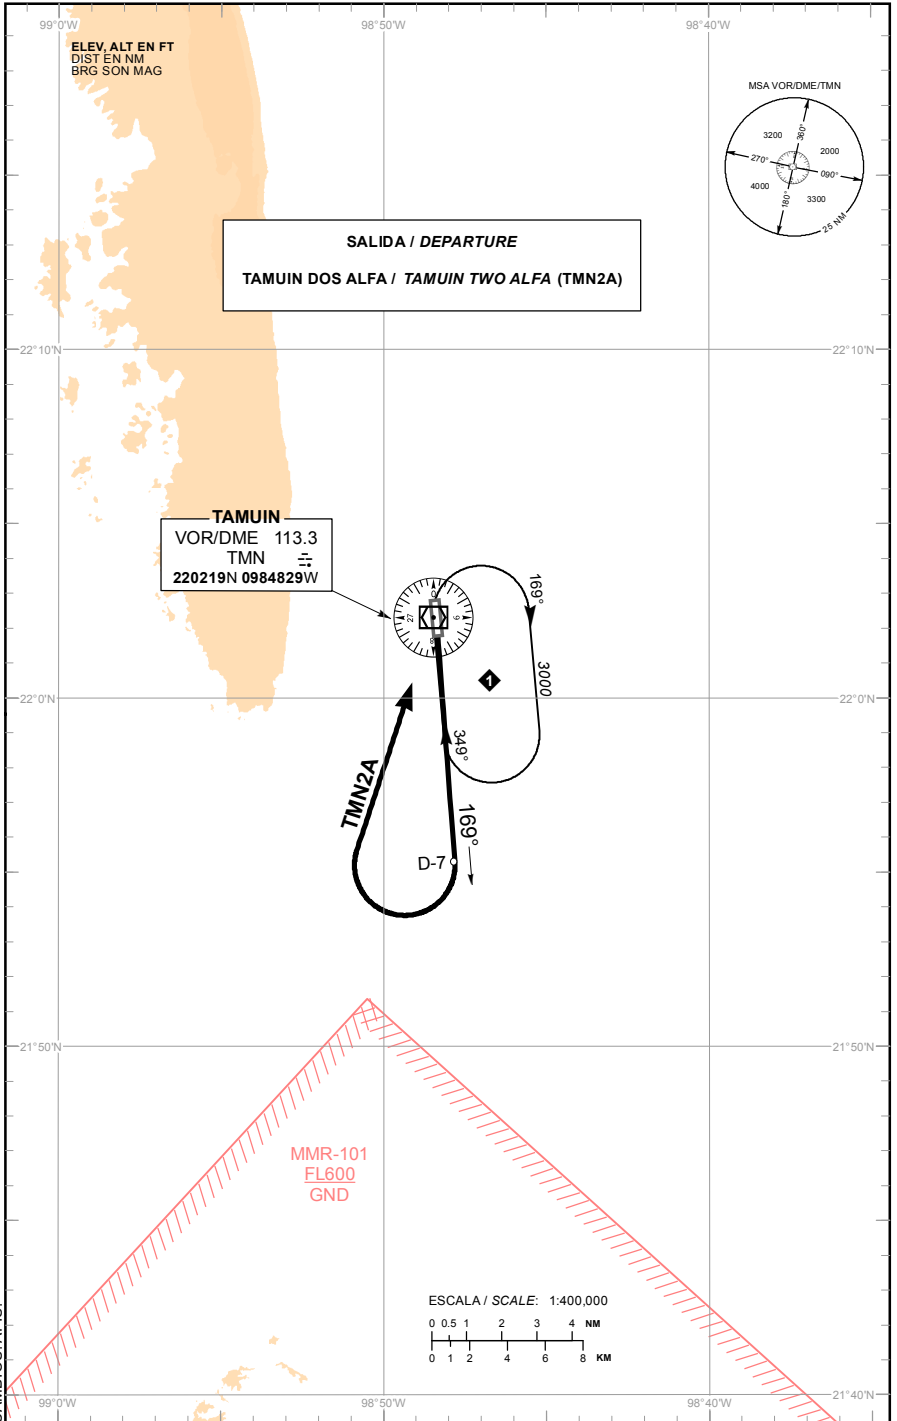 99°0'W
98°50'W
98°40'W
ELEV, ALT EN FT
DIST EN NM
BRG SON MAG
MSA VOR/DME/TMN
3200
360°
2000
270°
090°
4000
180°
3300
25 NM
SALIDA / DEPARTURE
TAMUIN DOS ALFA / TAMUIN TWO ALFA (TMN2A)
22°10'N
22°10'N
TAMUIN
VOR/DME 113.3
TMN
220219N 0984829W
0
27
9
8
169°
3000
1
22°0'N
22°0'N
349°
TMN2A
169°
D-7
21°50'N
21°50'N
MMR-101
FL600
GND
ESCALA / SCALE: 1:400,000
0 0.5 1 2 3 4 NM
0 1 2 4 6 8 KM
21°40'N
99°0'W
98°50'W
98°40'W